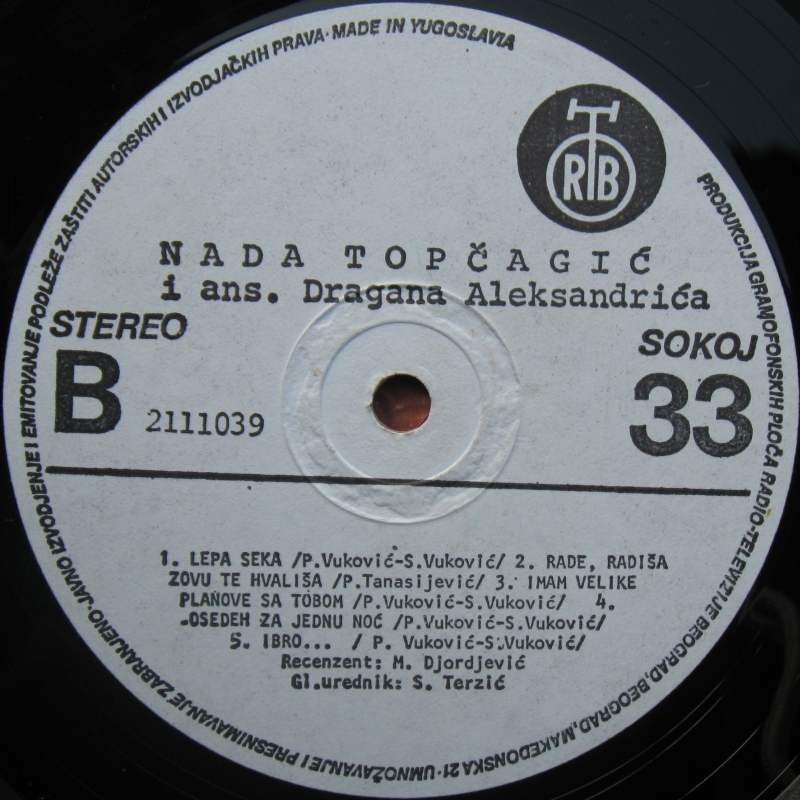 PRODUKCIJA GRAMOFONSKIH PLOČA RADIO-TELEVIZIJE BEOGRAD, BEOGRAD, MAKEDONSKA 21 · UMNOŽAVANJE I PRESNIMAVANJE ZABRANJENO · JAVNO IZVODJENJE I EMITOVANJE PODLEŽE ZAŠTITI AUTORSKIH I IZVODJAČKIH PRAVA · MADE IN YUGOSLAVIA
RTB
NADA TOPČAGIĆ
i ans. Dragana Aleksandrića
STEREO
SOKOJ
B
2111039
33
1. LEPA SEKA /P.Vuković-S.Vuković/ 2. RADE, RADIŠA
ZOVU TE HVALIŠA /P.Tanasijević/ 3. IMAM VELIKE
PLANOVE SA TOBOM /P.Vuković-S.Vuković/ 4.
OSEDEH ZA JEDNU NOĆ /P.Vuković-S.Vuković/
5. IBRO... / P. Vuković-S.Vuković/
Recenzent: M. Djordjević
Gl.urednik: S. Terzić